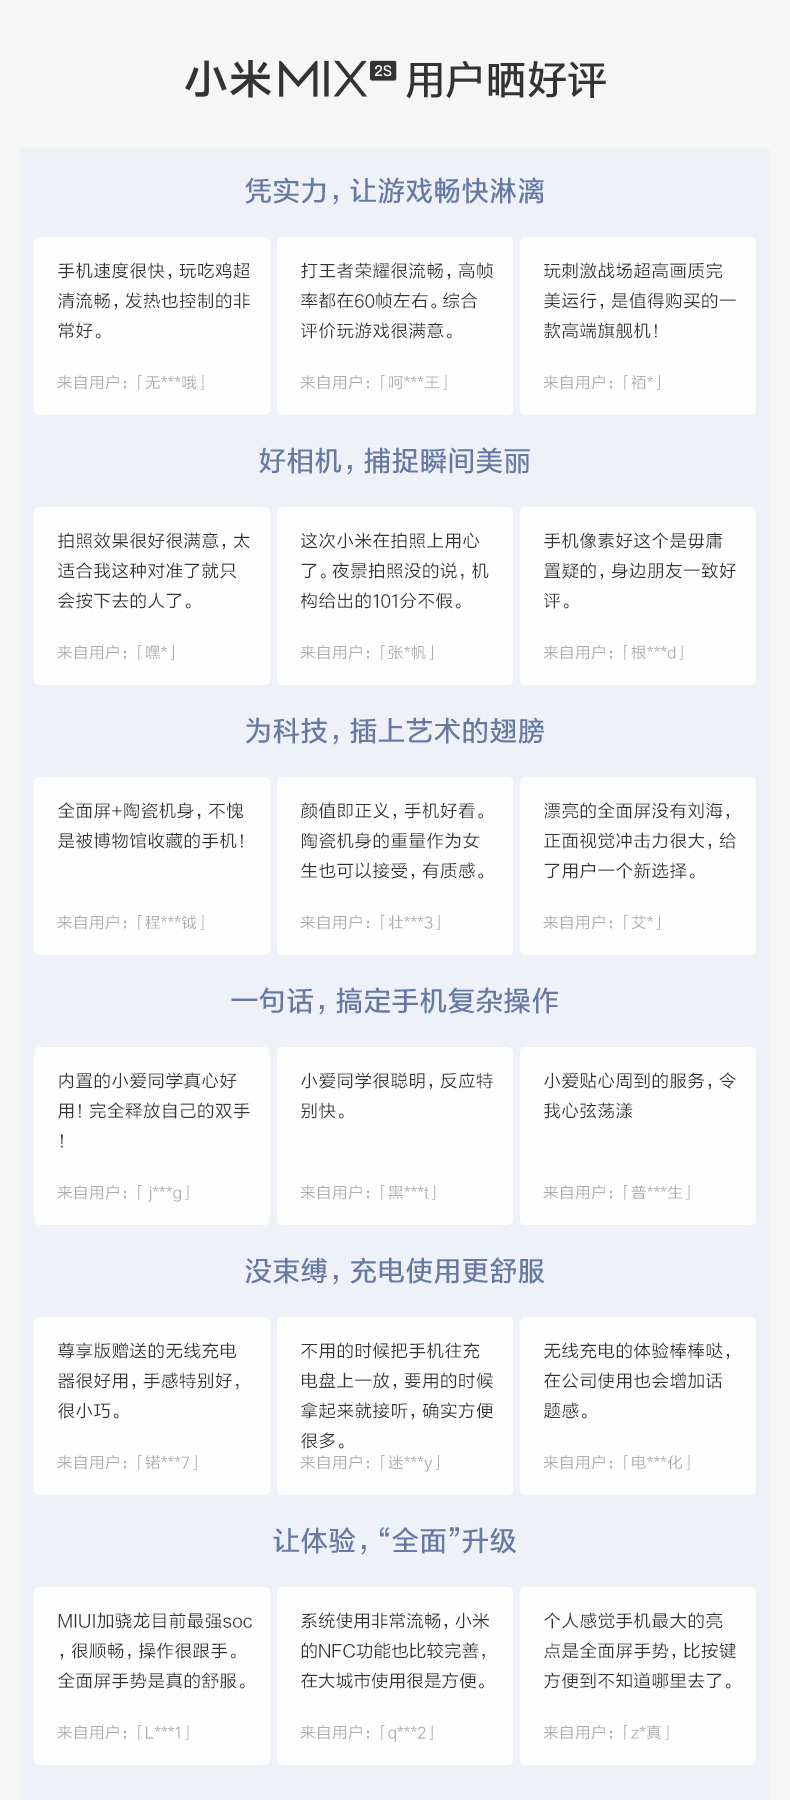 小米MIX 2S 用户晒好评
凭实力，让游戏畅快淋漓
手机速度很快，玩吃鸡超
清流畅，发热也控制的非
常好。
来自用户：「无***哦」
打王者荣耀很流畅，高帧
率都在60帧左右。综合
评价玩游戏很满意。
来自用户：「呵***王」
玩刺激战场超高画质完
美运行，是值得购买的一
款高端旗舰机！
来自用户：「袹*」
好相机，捕捉瞬间美丽
拍照效果很好很满意，太
适合我这种对准了就只
会按下去的人了。
来自用户：「嘿*」
这次小米在拍照上用心
了。夜景拍照没的说，机
构给出的101分不假。
来自用户：「张*帆」
手机像素好这个是毋庸
置疑的，身边朋友一致好
评。
来自用户：「根***d」
为科技，插上艺术的翅膀
全面屏+陶瓷机身，不愧
是被博物馆收藏的手机！
来自用户：「程***钺」
颜值即正义，手机好看。
陶瓷机身的重量作为女
生也可以接受，有质感。
来自用户：「壮***3」
漂亮的全面屏没有刘海，
正面视觉冲击力很大，给
了用户一个新选择。
来自用户：「艾*」
一句话，搞定手机复杂操作
内置的小爱同学真心好
用！完全释放自己的双手
！
来自用户：「j***g」
小爱同学很聪明，反应特
别快。
来自用户：「黑***t」
小爱贴心周到的服务，令
我心弦荡漾
来自用户：「普***生」
没束缚，充电使用更舒服
尊享版赠送的无线充电
器很好用，手感特别好，
很小巧。
来自用户：「锘***7」
不用的时候把手机往充
电盘上一放，要用的时候
拿起来就接听，确实方便
很多。
来自用户：「迷***y」
无线充电的体验棒棒哒，
在公司使用也会增加话
题感。
来自用户：「电***化」
让体验，“全面”升级
MIUI加骁龙目前最强soc
，很顺畅，操作很跟手。
全面屏手势是真的舒服。
来自用户：「L***1」
系统使用非常流畅，小米
的NFC功能也比较完善，
在大城市使用很是方便。
来自用户：「q***2」
个人感觉手机最大的亮
点是全面屏手势，比按键
方便到不知道哪里去了。
来自用户：「z*真」